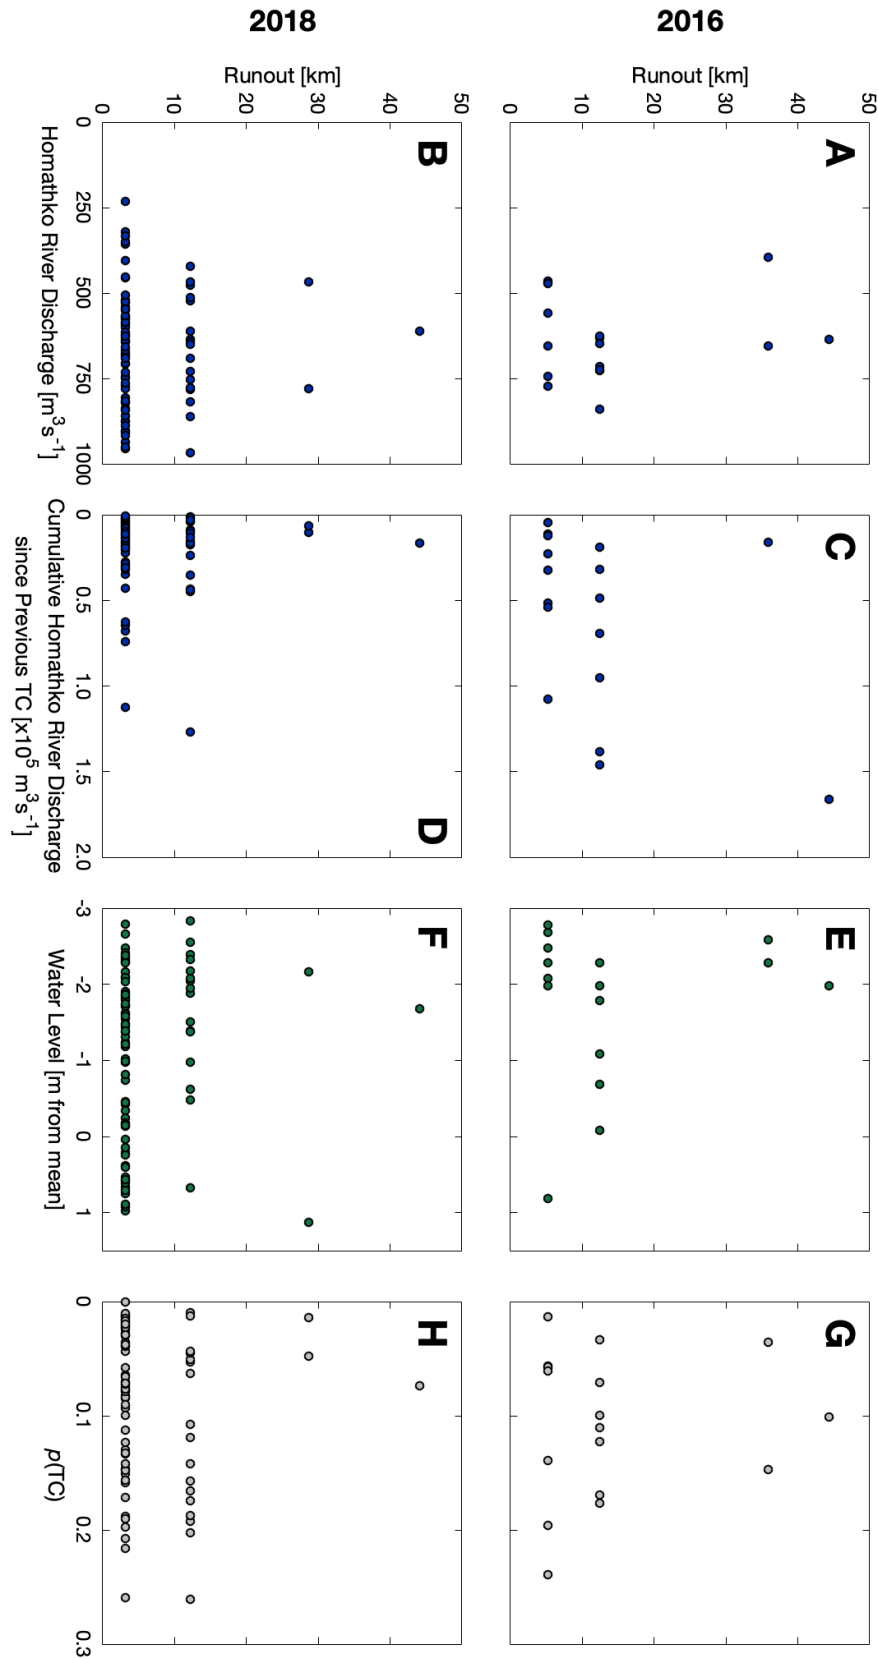 2018
2016
Runout [km]
Runout [km]
0
10
20
30
40
50
0
10
20
30
40
50
A
B
0
250
500
750
1000
Homathko River Discharge [m³s⁻¹]
C
D
0
0.5
1.0
1.5
2.0
Cumulative Homathko River Discharge
since Previous TC [x10⁵ m³s⁻¹]
E
F
-3
-2
-1
0
1
Water Level [m from mean]
G
H
0
0.1
0.2
0.3
p(TC)